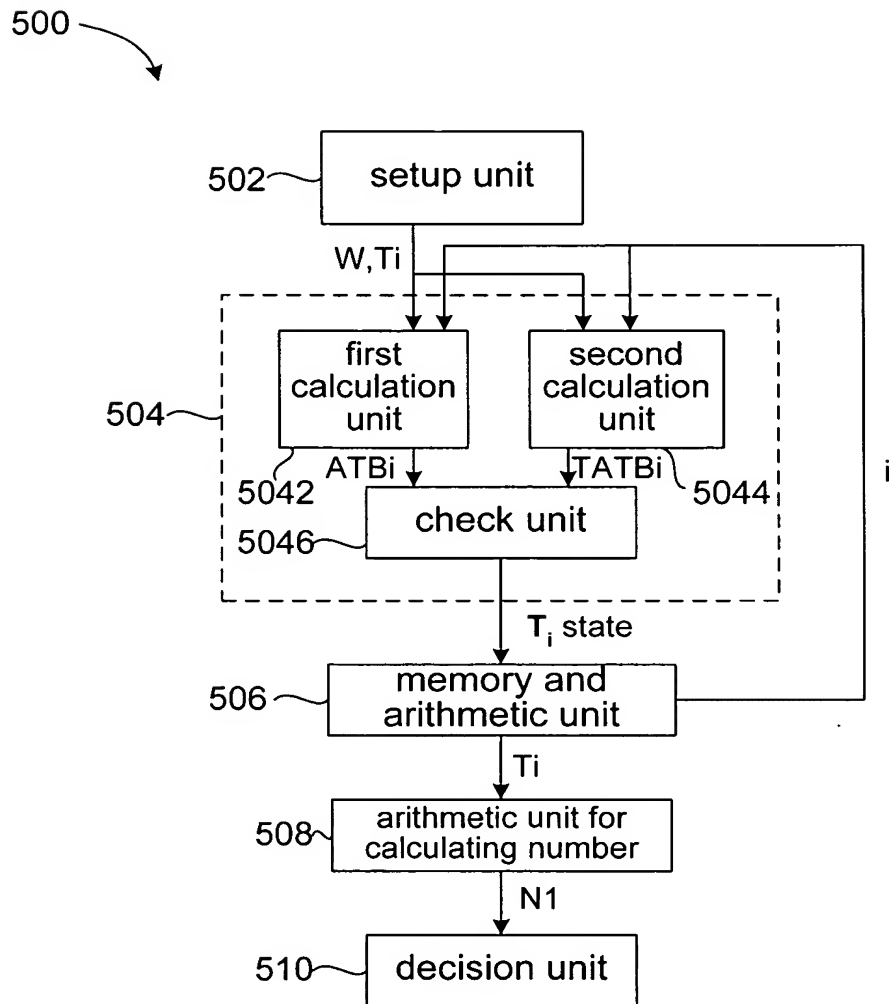 500
502
setup unit
W,Ti
first
calculation
unit
second
calculation
unit
504
5042
ATBi
TATBi
5044
i
5046
check unit
Ti state
506
memory and
arithmetic unit
Ti
508
arithmetic unit for
calculating number
N1
510
decision unit